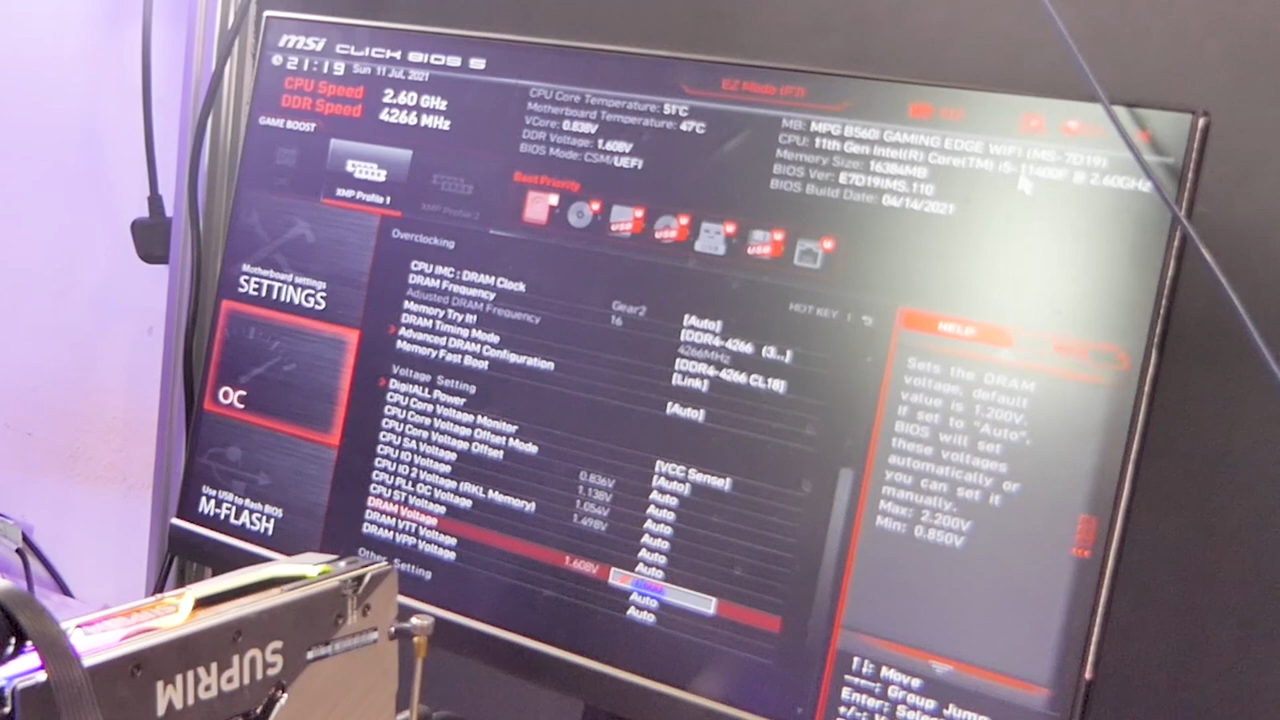 msi CLICK BIOS 5
21:19 Sun 11 Jul, 2021
CPU Speed 2.60 GHz
DDR Speed 4266 MHz
GAME BOOST
EZ Mode (F7)
CPU Core Temperature: 51°C
Motherboard Temperature: 47°C
VCore: 0.838V
DDR Voltage: 1.608V
BIOS Mode: CSM/UEFI
MB: MPG B560I GAMING EDGE WIFI (MS-7D19)
CPU: 11th Gen Intel(R) Core(TM) i5-11400F @ 2.60GHz
Memory Size: 16384MB
BIOS Ver: E7D19IMS.110
BIOS Build Date: 04/14/2021
XMP Profile 1
XMP Profile 2
Boot Priority
USB
USB
USB
Motherboard settings
SETTINGS
OC
Use USB to flash BIOS
M-FLASH
Overclocking
HOT KEY
CPU IMC : DRAM Clock Gear2 [Auto]
DRAM Frequency 16 [DDR4-4266 (3...]
Adjusted DRAM Frequency 4266MHz
Memory Try It! [DDR4-4266 CL18]
DRAM Timing Mode [Link]
Advanced DRAM Configuration
Memory Fast Boot [Auto]
Voltage Setting
DigitALL Power
CPU Core Voltage Monitor [VCC Sense]
CPU Core Voltage Offset Mode [Auto]
CPU Core Voltage Offset Auto
CPU SA Voltage 0.836V Auto
CPU IO Voltage 1.138V Auto
CPU IO 2 Voltage (RKL Memory) 1.054V Auto
CPU PLL OC Voltage 1.498V Auto
CPU ST Voltage Auto
DRAM Voltage 1.608V
DRAM VTT Voltage Auto
DRAM VPP Voltage Auto
Other Setting
HELP
Sets the DRAM
voltage, default
value is 1.200V.
If set to "Auto",
BIOS will set
these voltages
automatically or
you can set it
manually.
Max: 2.200V
Min: 0.850V
↑↓: Move
Group Jump
Enter: Select
+/-:
SUPRIM